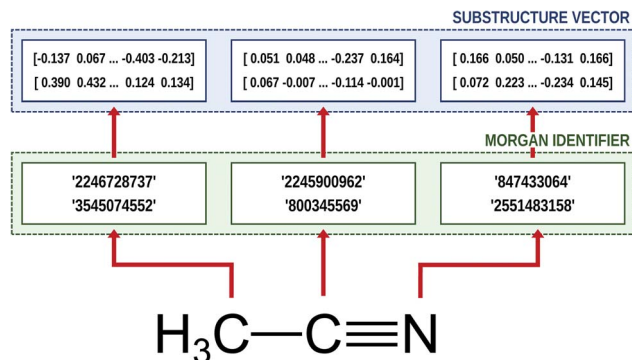 SUBSTRUCTURE VECTOR
[-0.137 0.067 ... -0.403 -0.213]
[ 0.390 0.432 ... 0.124 0.134]
[ 0.051 0.048 ... -0.237 0.164]
[ 0.067 -0.007 ... -0.114 -0.001]
[ 0.166 0.050 ... -0.131 0.166]
[ 0.072 0.223 ... -0.234 0.145]
MORGAN IDENTIFIER
'2246728737'
'3545074552'
'2245900962'
'800345569'
'847433064'
'2551483158'
H₃C—C≡N